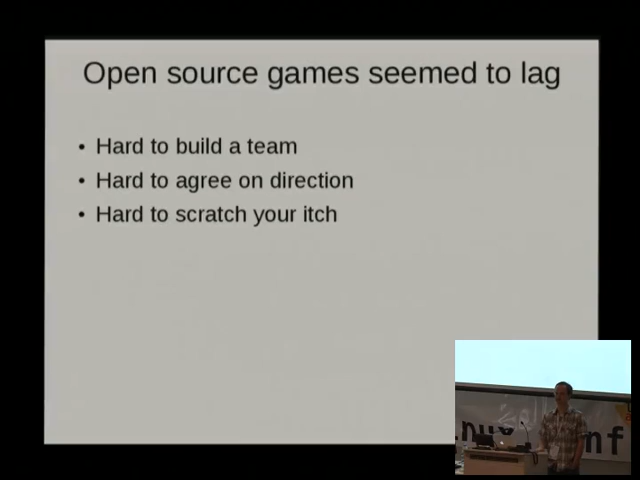 Open source games seemed to lag
• Hard to build a team
• Hard to agree on direction
• Hard to scratch your itch